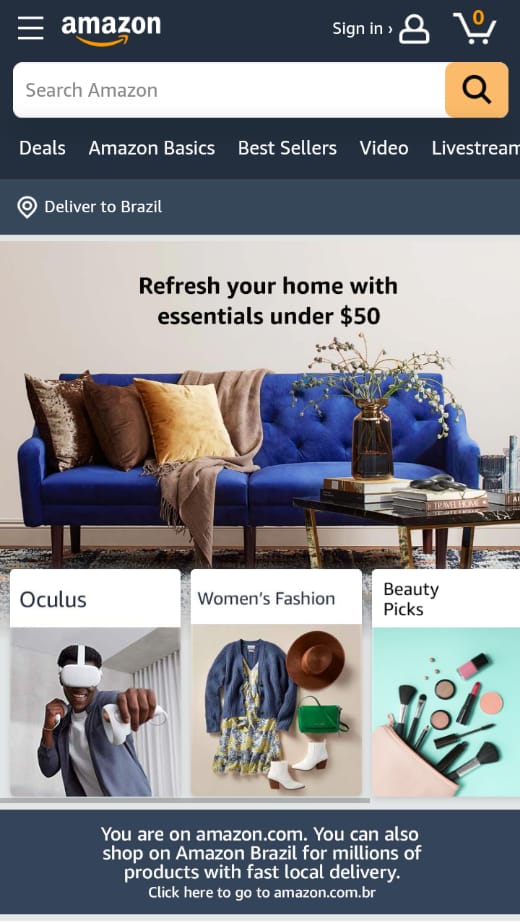 amazon
Sign in ›
0
Search Amazon
Deals Amazon Basics Best Sellers Video Livestream
Deliver to Brazil
Refresh your home with
essentials under $50
TRAVEL HOME
Oculus
Women's Fashion
Beauty
Picks
You are on amazon.com. You can also
shop on Amazon Brazil for millions of
products with fast local delivery.
Click here to go to amazon.com.br